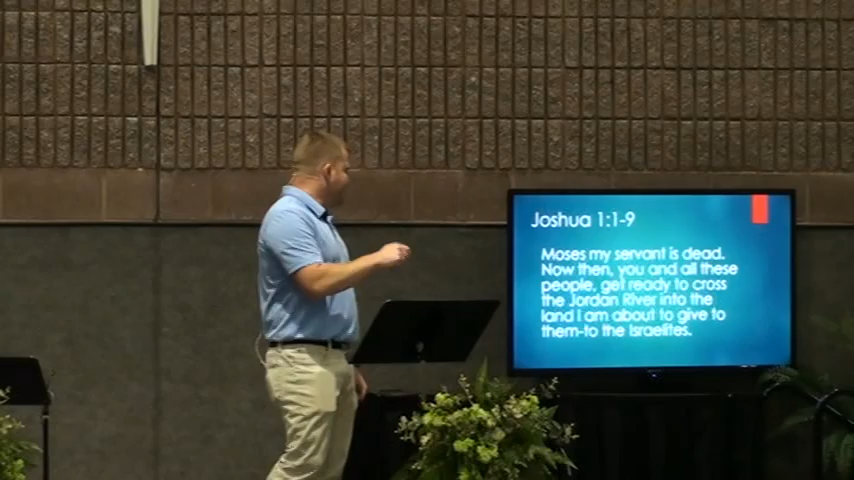 Joshua 1:1-9
Moses my servant is dead.
Now then, you and all these
people, get ready to cross
the Jordan River into the
land I am about to give to
them-to the Israelites.